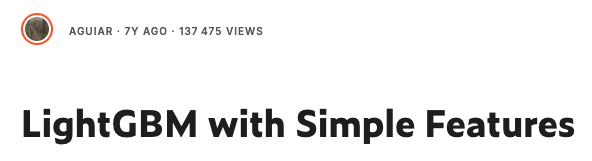 AGUIAR · 7Y AGO · 137 475 VIEWS
LightGBM with Simple Features